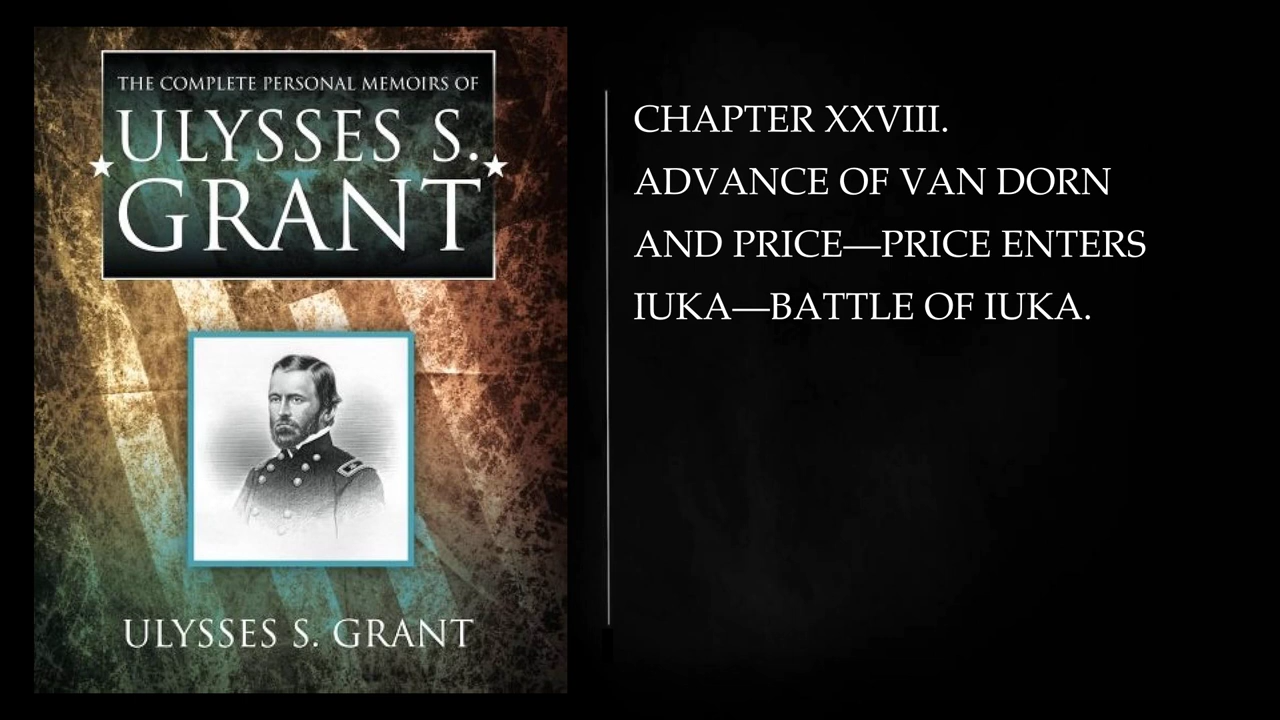 THE COMPLETE PERSONAL MEMOIRS OF
ULYSSES S.
GRANT
ULYSSES S. GRANT
CHAPTER XXVIII.
ADVANCE OF VAN DORN
AND PRICE—PRICE ENTERS
IUKA—BATTLE OF IUKA.